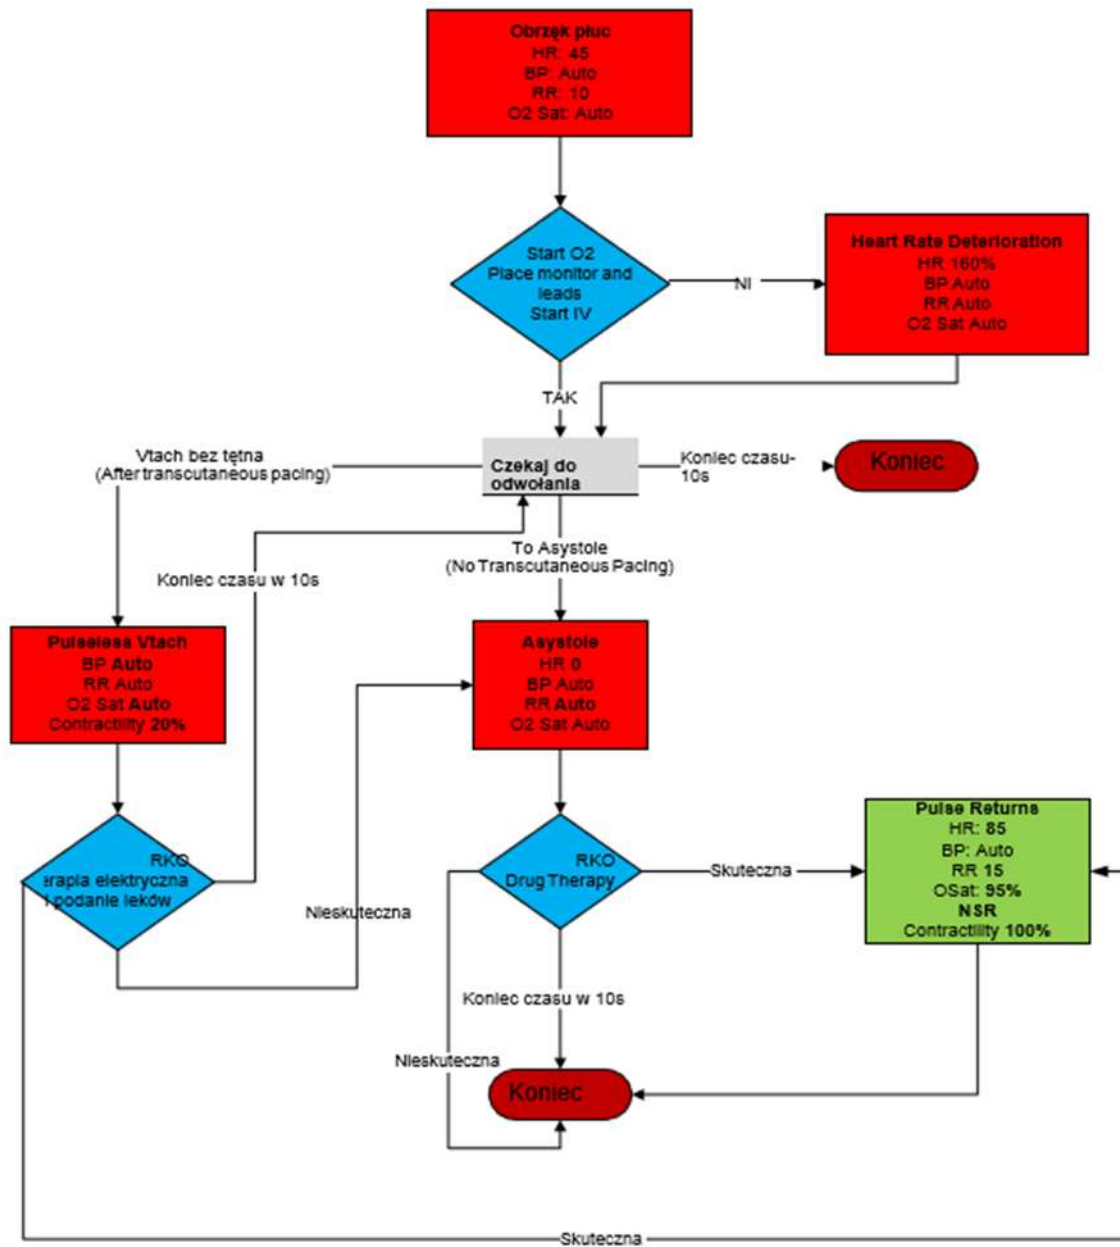 Obrzęk płuc
HR: 45
BP: Auto
RR: 10
O2 Sat: Auto
Start O2
Place monitor and
leads
Start IV
NI
Heart Rate Deterioration
HR 160%
BP Auto
RR Auto
O2 Sat Auto
TAK
Vtach bez tętna
(After transcutaneous pacing)
Czekaj do
odwołania
Koniec czasu-
10s
Koniec
To Asystole
(No Transcutaneous Pacing)
Koniec czasu w 10s
Pulseless Vtach
BP Auto
RR Auto
O2 Sat Auto
Contractility 20%
Asystole
HR 0
BP Auto
RR Auto
O2 Sat Auto
RKO
erapia elektryczna
i podanie leków
Nieskuteczna
RKO
Drug Therapy
Skuteczna
Pulse Returns
HR: 85
BP: Auto
RR 15
OSat: 95%
NSR
Contractility 100%
Koniec czasu w 10s
Nieskuteczna
Koniec
Skuteczna